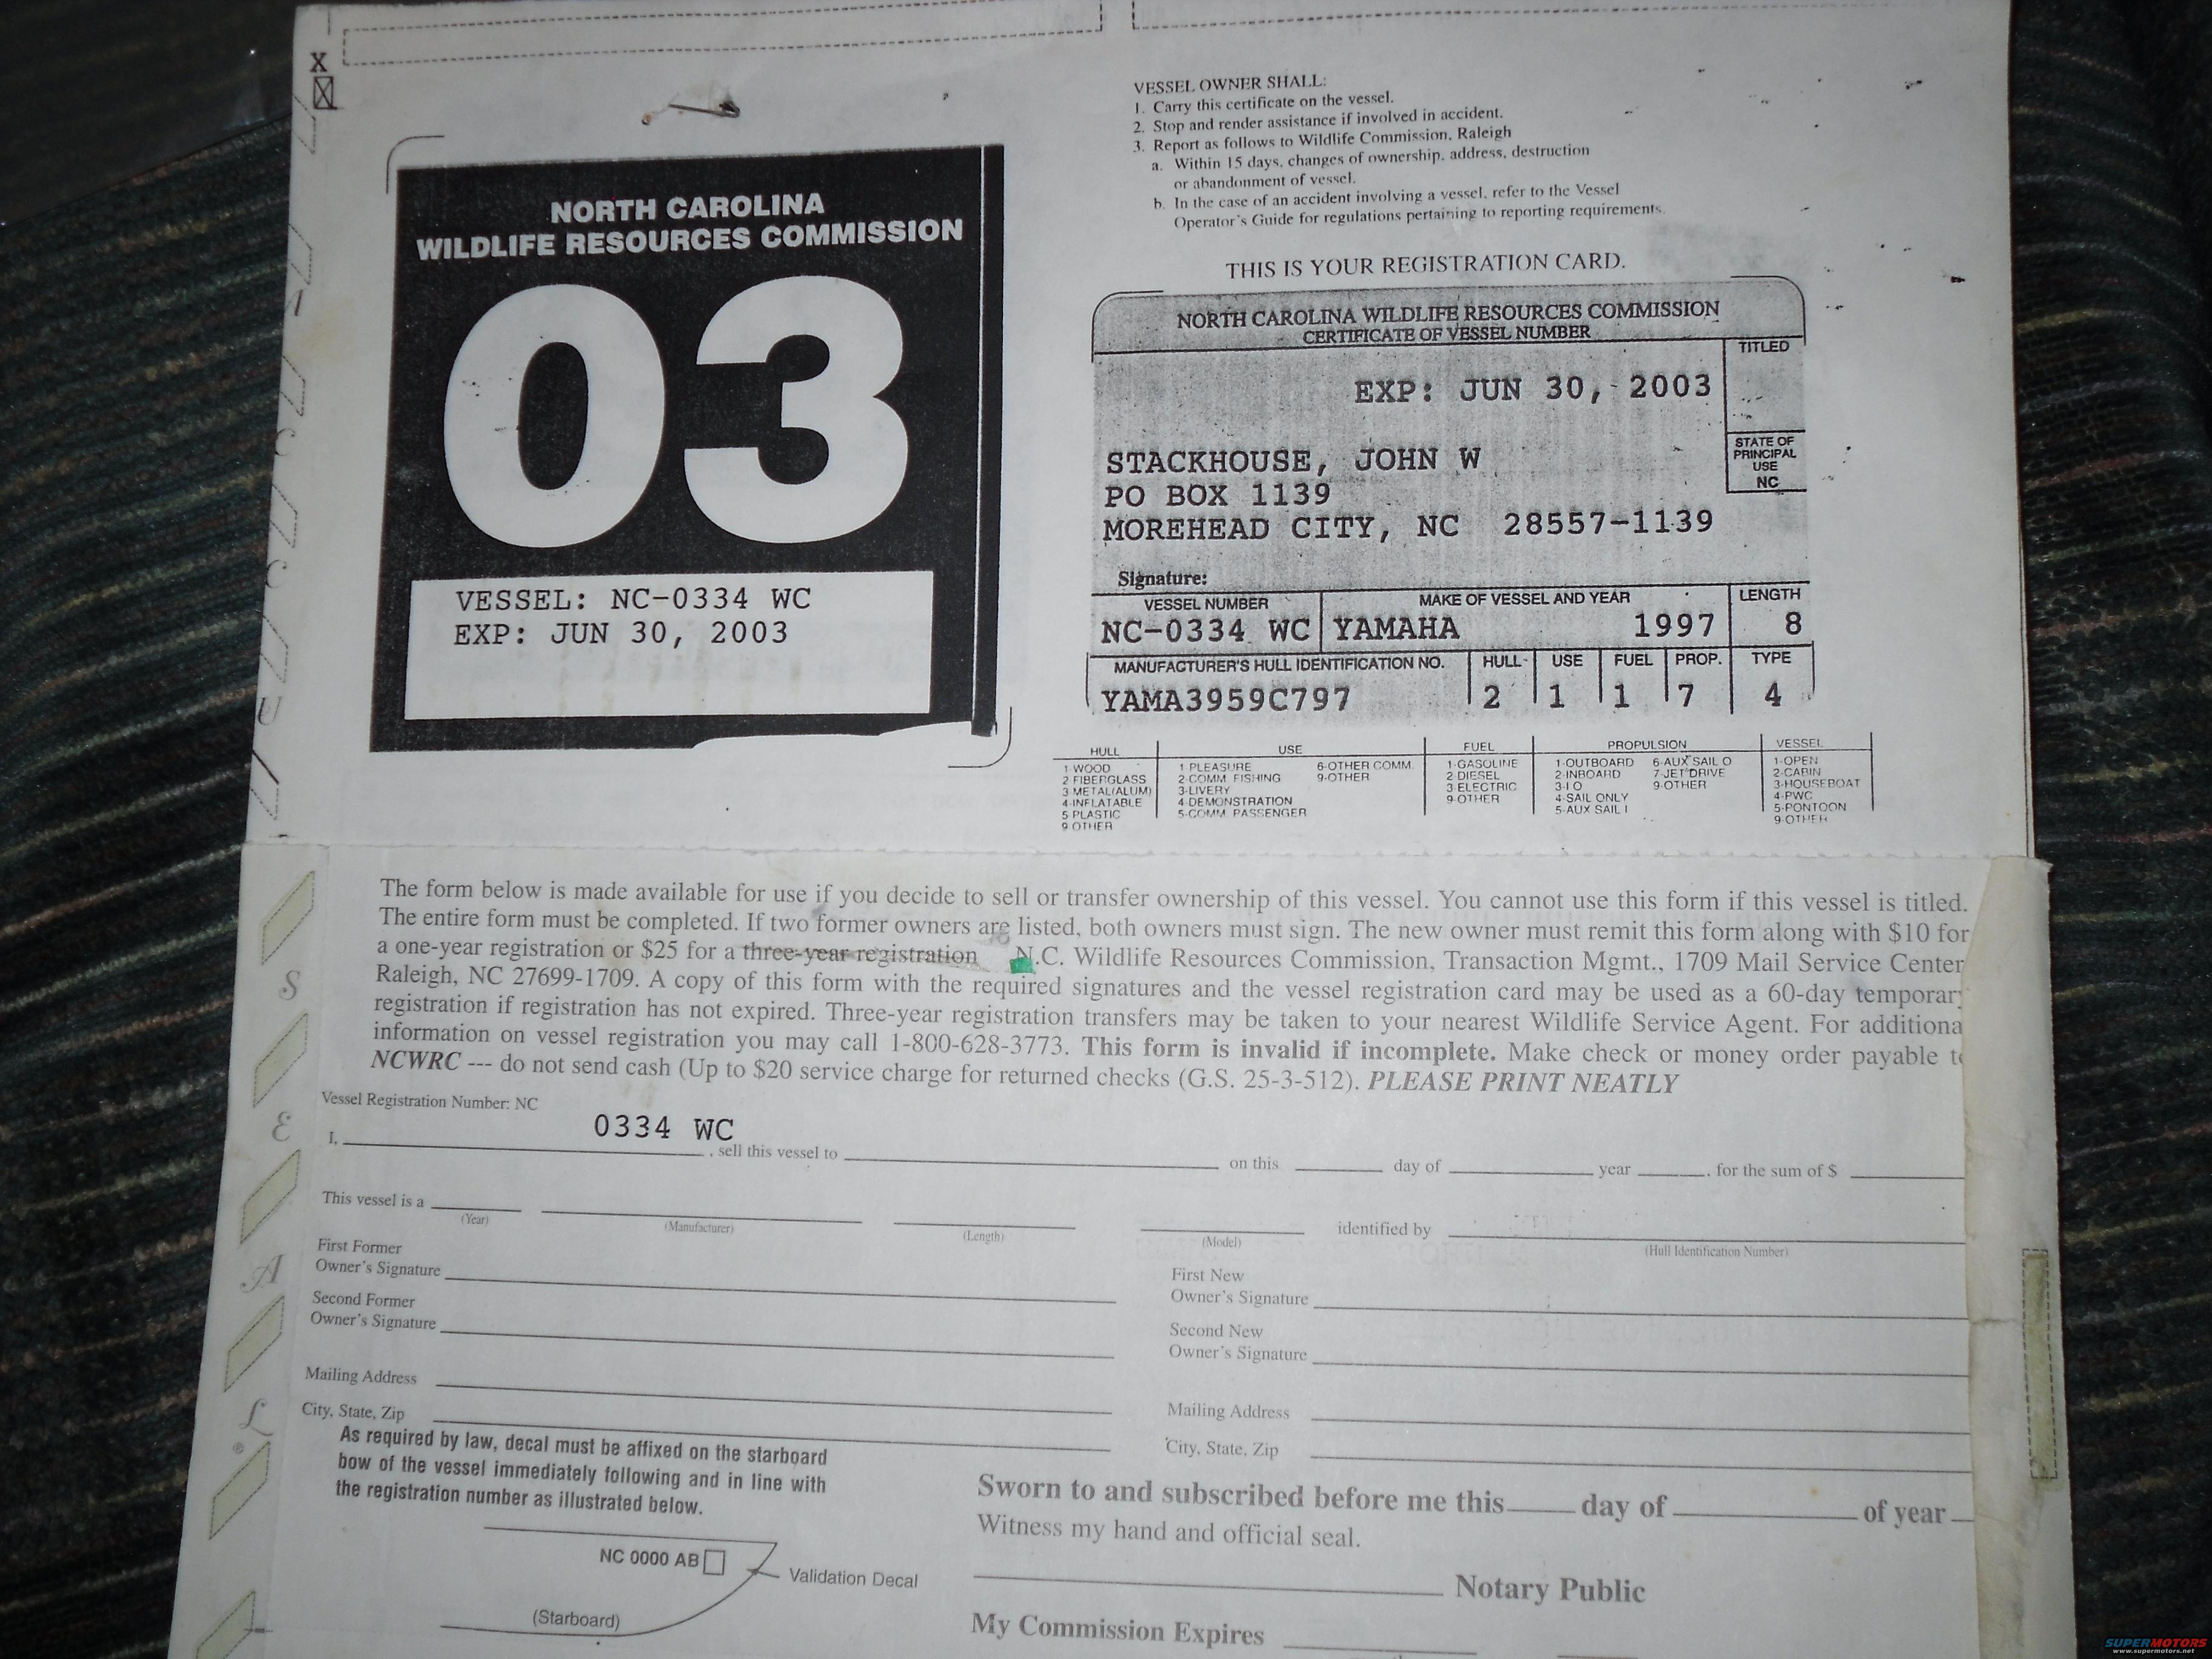 X
NORTH CAROLINA
WILDLIFE RESOURCES COMMISSION
03
VESSEL: NC-0334 WC
EXP: JUN 30, 2003
VESSEL OWNER SHALL:
1. Carry this certificate on the vessel.
2. Stop and render assistance if involved in accident.
3. Report as follows to Wildlife Commission, Raleigh
a. Within 15 days, changes of ownership, address, destruction
or abandonment of vessel.
b. In the case of an accident involving a vessel, refer to the Vessel
Operator's Guide for regulations pertaining to reporting requirements.
THIS IS YOUR REGISTRATION CARD.
NORTH CAROLINA WILDLIFE RESOURCES COMMISSION
CERTIFICATE OF VESSEL NUMBER
TITLED
EXP: JUN 30, 2003
STATE OF
PRINCIPAL
USE
NC
STACKHOUSE, JOHN W
PO BOX 1139
MOREHEAD CITY, NC 28557-1139
Signature:
VESSEL NUMBER MAKE OF VESSEL AND YEAR LENGTH
NC-0334 WC YAMAHA 1997 8
MANUFACTURER'S HULL IDENTIFICATION NO. HULL USE FUEL PROP. TYPE
YAMA3959C797 2 1 1 7 4
HULL
1 WOOD
2 FIBERGLASS
3 METAL(ALUM)
4 INFLATABLE
5 PLASTIC
9 OTHER
USE
1-PLEASURE 6-OTHER COMM.
2-COMM. FISHING 9-OTHER
3-LIVERY
4-DEMONSTRATION
5-COMM. PASSENGER
FUEL
1-GASOLINE
2 DIESEL
3 ELECTRIC
9 OTHER
PROPULSION
1-OUTBOARD 6-AUX SAIL O
2-INBOARD 7-JET DRIVE
3-I O 9-OTHER
4-SAIL ONLY
5-AUX SAIL I
VESSEL
1-OPEN
2-CABIN
3-HOUSEBOAT
4-PWC
5-PONTOON
9-OTHER
The form below is made available for use if you decide to sell or transfer ownership of this vessel. You cannot use this form if this vessel is titled.
The entire form must be completed. If two former owners are listed, both owners must sign. The new owner must remit this form along with $10 for
a one-year registration or $25 for a three-year registration N.C. Wildlife Resources Commission, Transaction Mgmt., 1709 Mail Service Center
Raleigh, NC 27699-1709. A copy of this form with the required signatures and the vessel registration card may be used as a 60-day temporary
registration if registration has not expired. Three-year registration transfers may be taken to your nearest Wildlife Service Agent. For additiona
information on vessel registration you may call 1-800-628-3773. This form is invalid if incomplete. Make check or money order payable to
NCWRC --- do not send cash (Up to $20 service charge for returned checks (G.S. 25-3-512). PLEASE PRINT NEATLY
Vessel Registration Number: NC
0334 WC
I, , sell this vessel to on this day of year , for the sum of $
This vessel is a identified by
(Year) (Manufacturer) (Length) (Model) (Hull Identification Number)
First Former
Owner's Signature
First New
Owner's Signature
Second Former
Owner's Signature
Second New
Owner's Signature
Mailing Address
Mailing Address
City, State, Zip
City, State, Zip
As required by law, decal must be affixed on the starboard
bow of the vessel immediately following and in line with
the registration number as illustrated below.
NC 0000 AB
Validation Decal
(Starboard)
Sworn to and subscribed before me this day of of year
Witness my hand and official seal.
Notary Public
My Commission Expires
S
E
A
L
SUPERMOTORS
www.supermotors.net